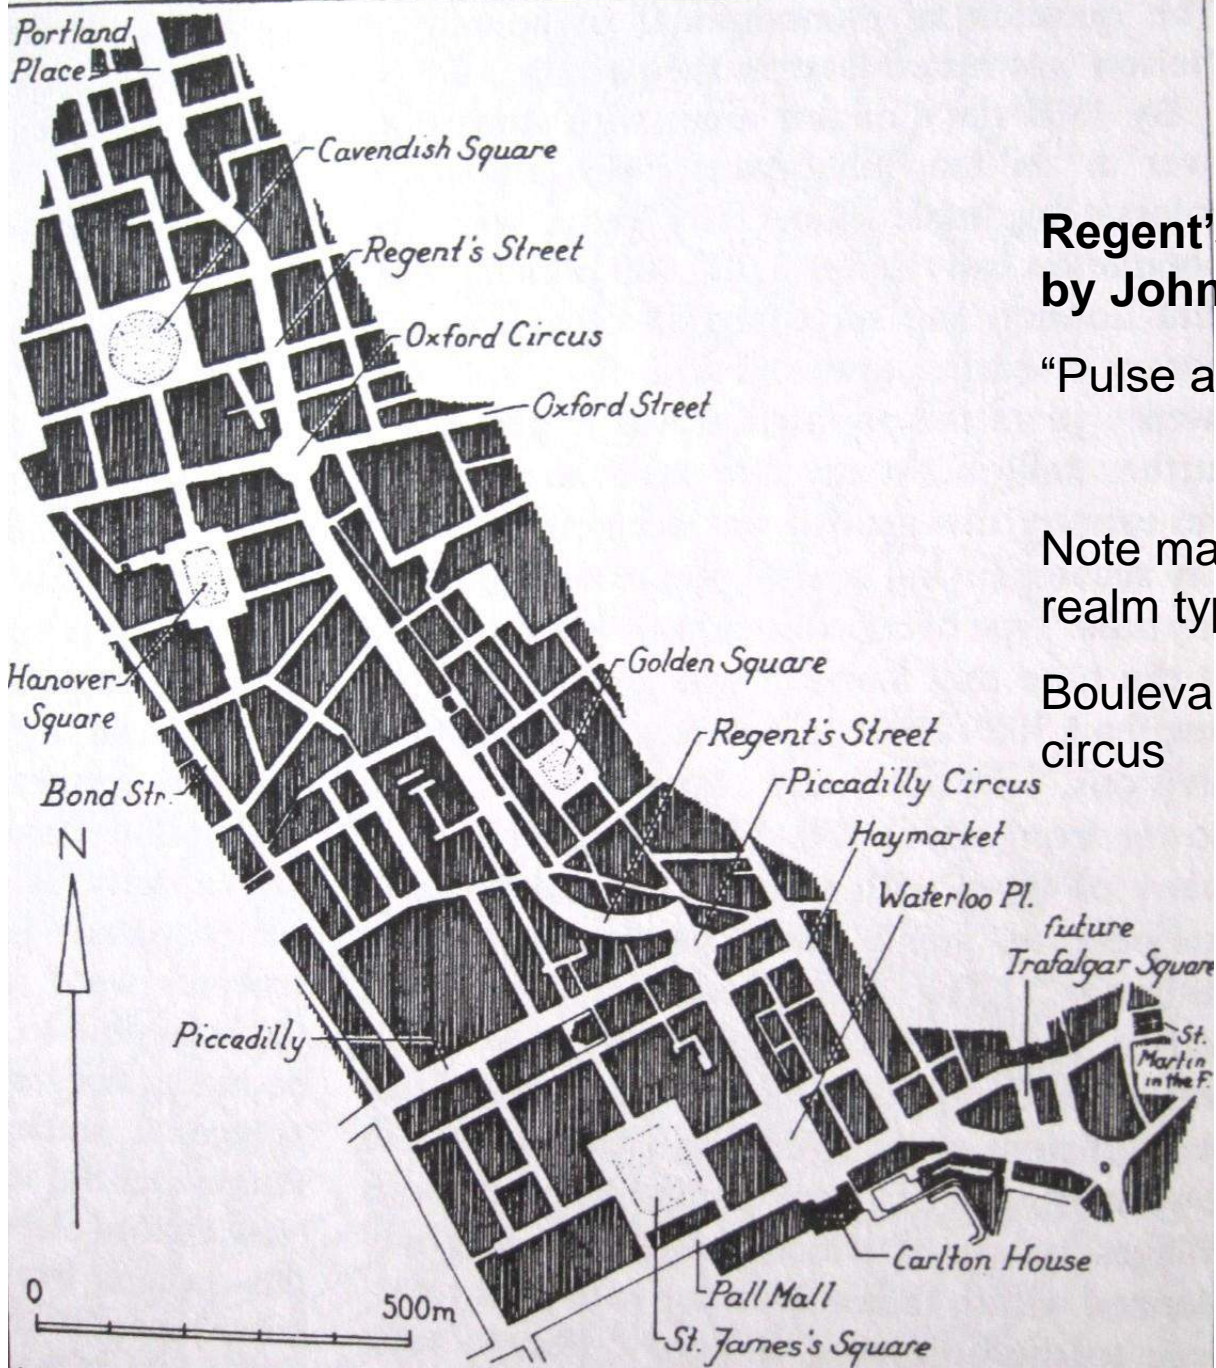 Portland
Place
Cavendish Square
Regent's Street
Oxford Circus
Oxford Street
Hanover
Square
Bond Str.
N
Golden Square
Regent's Street
Piccadilly Circus
Haymarket
Waterloo Pl.
future
Trafalgar Square
St.
Martin
in the F.
Piccadilly
Carlton House
Pall Mall
St. James's Square
0
500m
Regent'
by John
"Pulse a
Note ma
realm typ
Bouleva
circus